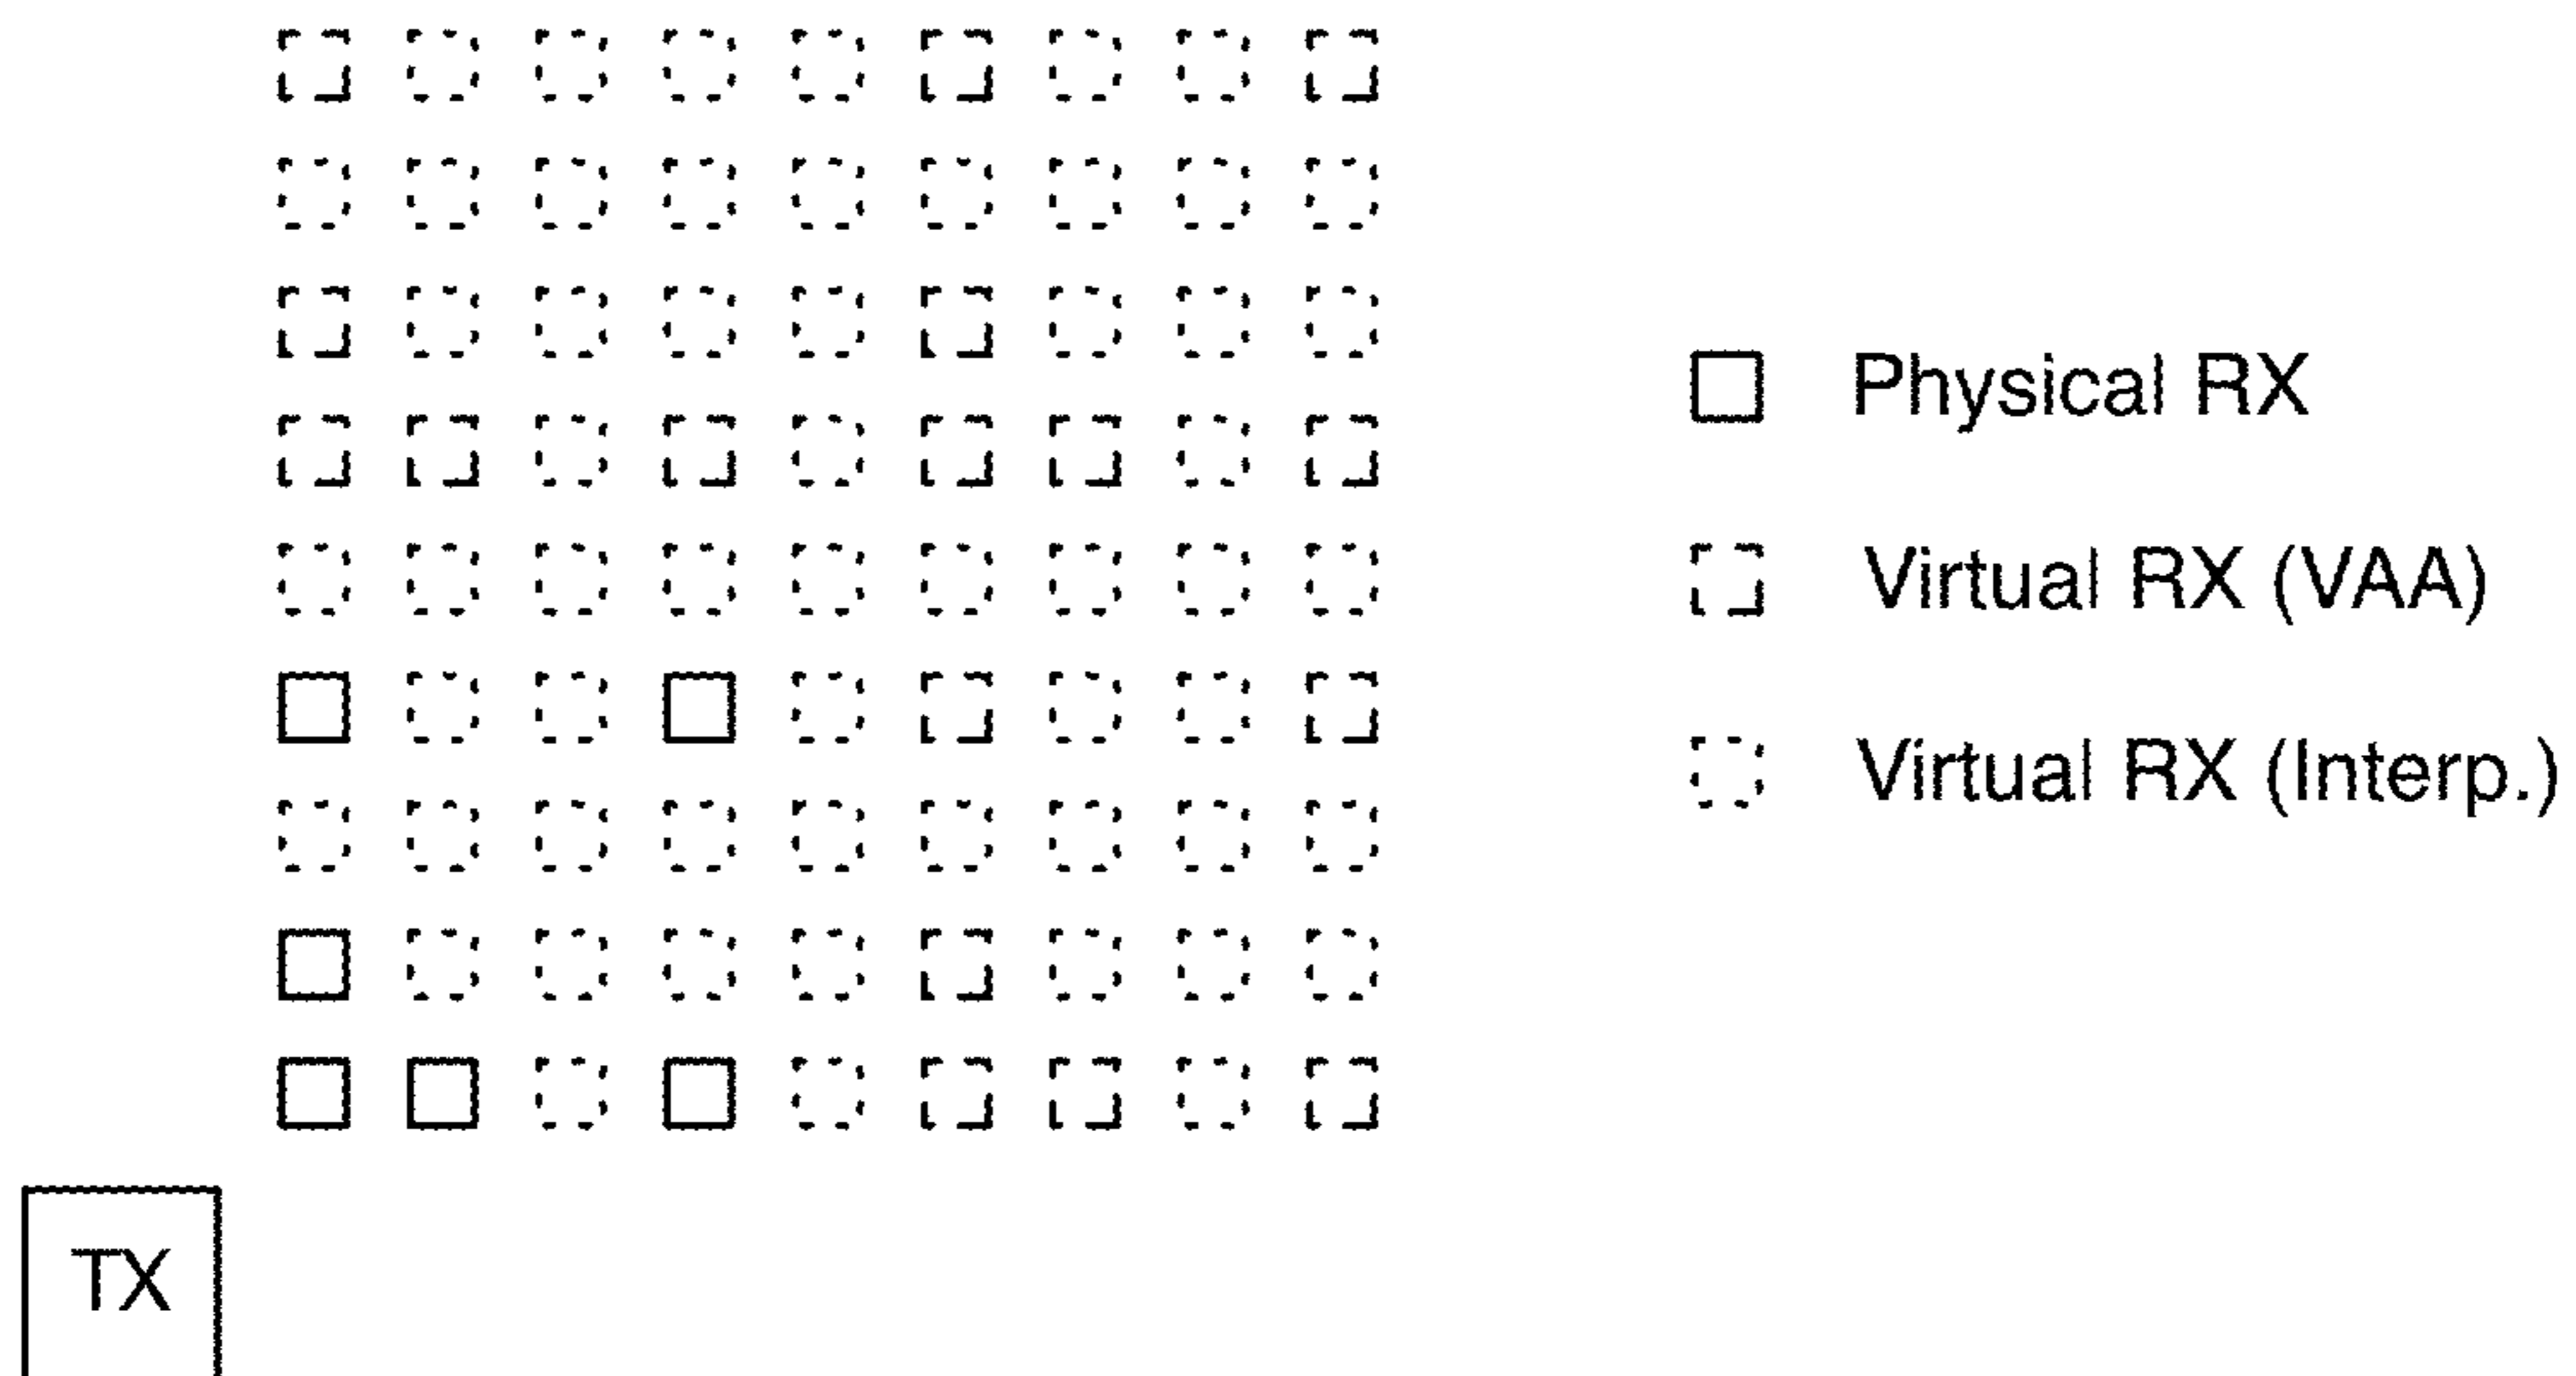 Physical RX
Virtual RX (VAA)
Virtual RX (Interp.)
TX